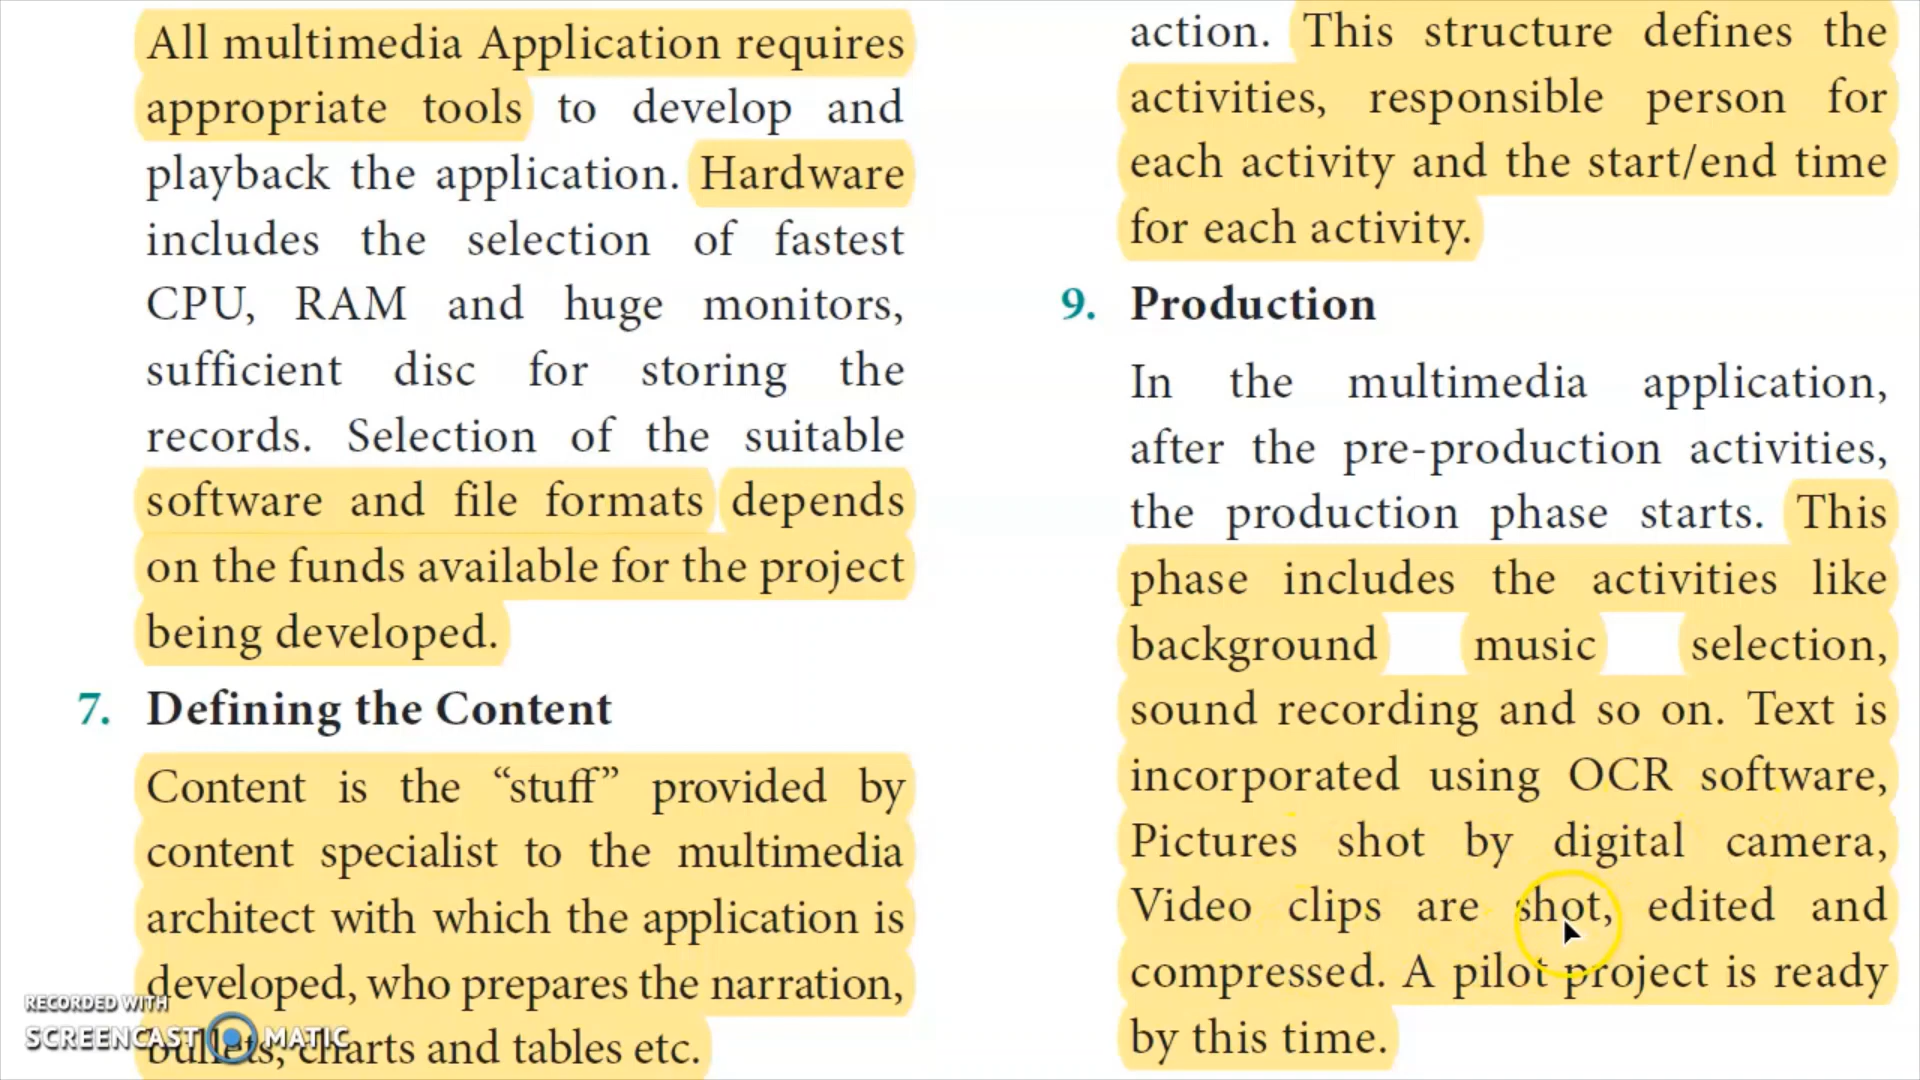 All multimedia Application requires
appropriate tools to develop and
playback the application. Hardware
includes the selection of fastest
CPU, RAM and huge monitors,
sufficient disc for storing the
records. Selection of the suitable
software and file formats depends
on the funds available for the project
being developed.
7. Defining the Content
Content is the “stuff” provided by
content specialist to the multimedia
architect with which the application is
developed, who prepares the narration,
bullets, charts and tables etc.
action. This structure defines the
activities, responsible person for
each activity and the start/end time
for each activity.
9. Production
In the multimedia application,
after the pre-production activities,
the production phase starts. This
phase includes the activities like
background music selection,
sound recording and so on. Text is
incorporated using OCR software,
Pictures shot by digital camera,
Video clips are shot, edited and
compressed. A pilot project is ready
by this time.
RECORDED WITH
SCREENCAST MATIC